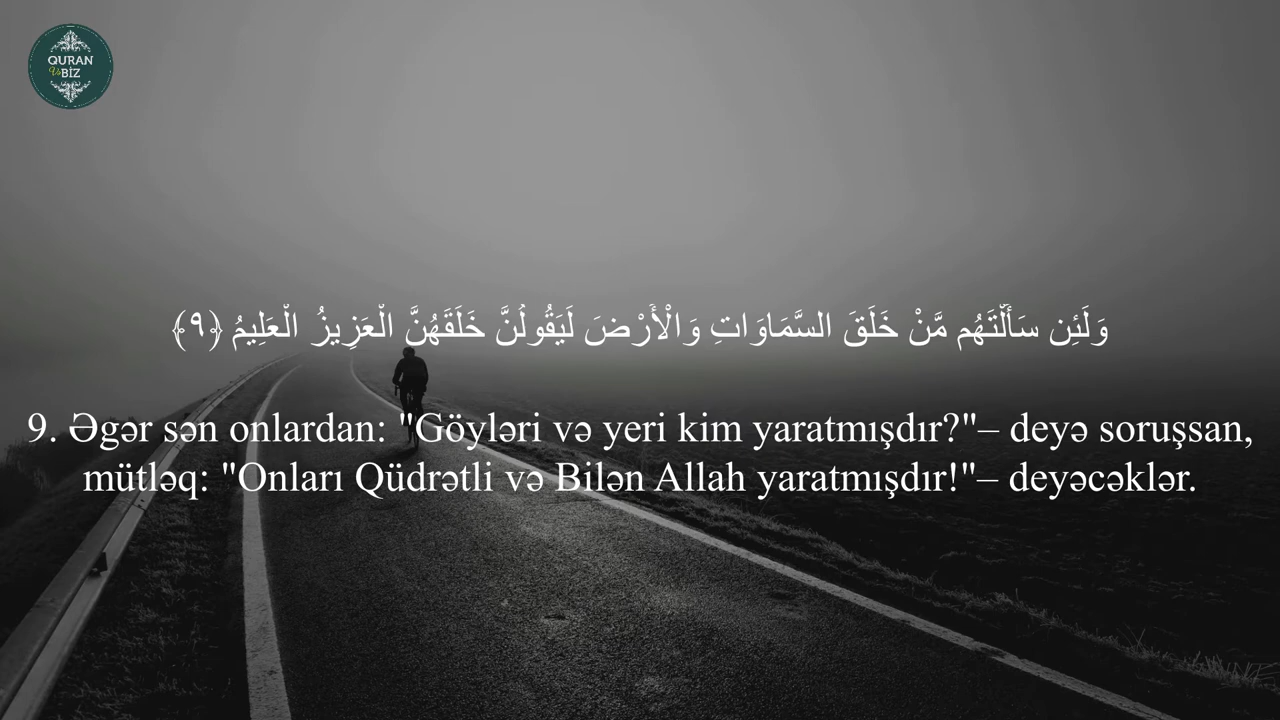 QURAN
Və BİZ
وَلَئِن سَأَلْتَهُم مَّنْ خَلَقَ السَّمَاوَاتِ وَالْأَرْضَ لَيَقُولُنَّ خَلَقَهُنَّ الْعَزِيزُ الْعَلِيمُ ﴿٩﴾
9. Əgər sən onlardan: "Göyləri və yeri kim yaratmışdır?"– deyə soruşsan,
mütləq: "Onları Qüdrətli və Bilən Allah yaratmışdır!"– deyəcəklər.